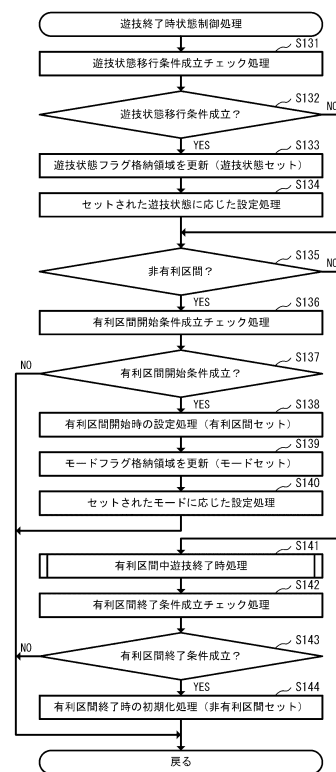 遊技終了時状態制御処理
S131
遊技状態移行条件成立チェック処理
S132
遊技状態移行条件成立？
NO
YES
S133
遊技状態フラグ格納領域を更新（遊技状態セット）
S134
セットされた遊技状態に応じた設定処理
S135
非有利区間？
NO
YES
S136
有利区間開始条件成立チェック処理
S137
NO
有利区間開始条件成立？
YES
S138
有利区間開始時の設定処理（有利区間セット）
S139
モードフラグ格納領域を更新（モードセット）
S140
セットされたモードに応じた設定処理
S141
有利区間中遊技終了時処理
S142
有利区間終了条件成立チェック処理
S143
NO
有利区間終了条件成立？
YES
S144
有利区間終了時の初期化処理（非有利区間セット）
戻る